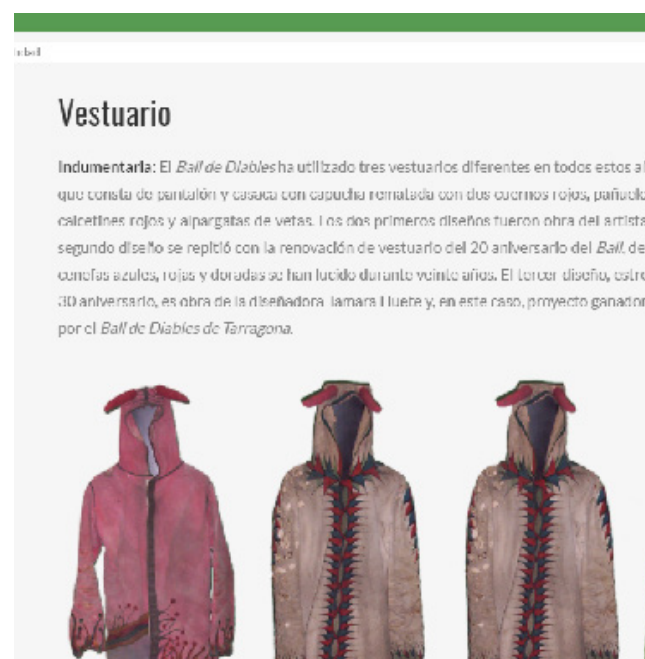 Vestuario
Indumentaria: El Ball de Diables ha utilizado tres vestuarios diferentes en todos estos a
que consta de pantalón y casaca con capucha rematada con dos cuernos rojos, pañuelo
calcetines rojos y alpargatas de vetas. Los dos primeros diseños fueron obra del artista
segundo diseño se repitió con la renovación de vestuario del 20 aniversario del Ball, de
cenefas azules, rojas y doradas se han lucido durante veinte años. El tercer diseño, estre
30 aniversario, es obra de la diseñadora Tamara Huete y, en este caso, proyecto ganador
por el Ball de Diables de Tarragona.